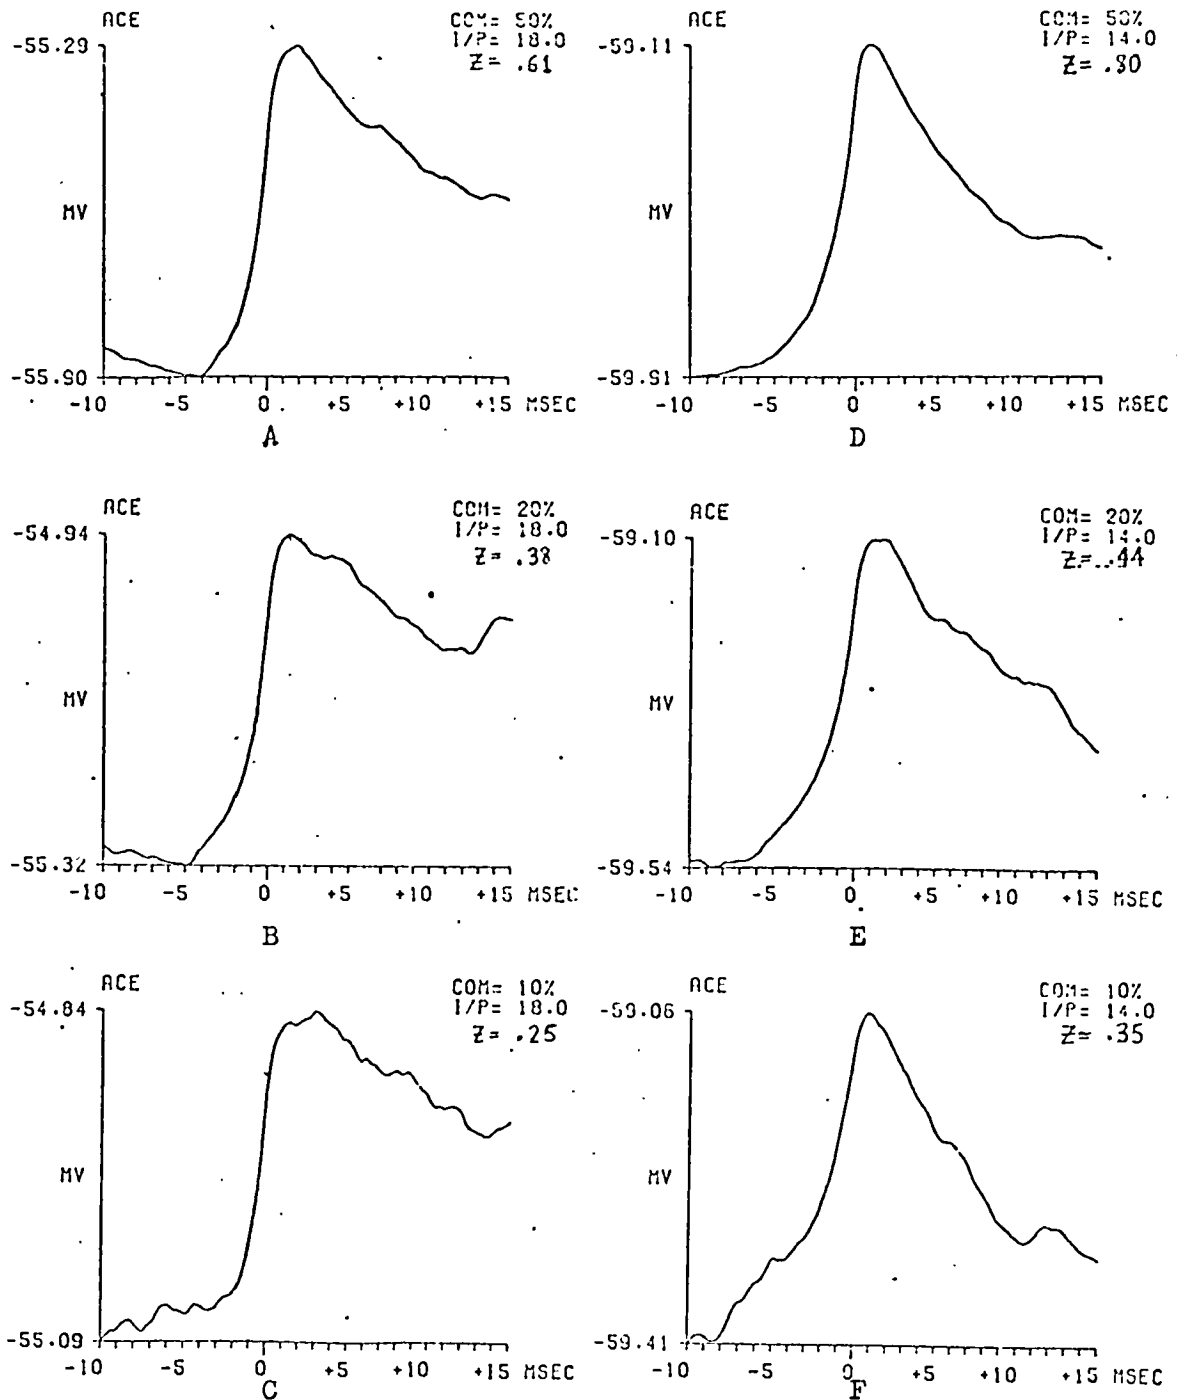 ACE
COM= 50%
I/P= 18.0
Z= .61
-55.29
MV
-55.90
-10 -5 0 +5 +10 +15 MSEC
A
ACE
COM= 50%
I/P= 14.0
Z= .80
-59.11
MV
-59.91
-10 -5 0 +5 +10 +15 MSEC
D
ACE
COM= 20%
I/P= 18.0
Z= .38
-54.94
MV
-55.32
-10 -5 0 +5 +10 +15 MSEC
B
ACE
COM= 20%
I/P= 14.0
Z= .44
-59.10
MV
-59.54
-10 -5 0 +5 +10 +15 MSEC
E
ACE
COM= 10%
I/P= 18.0
Z= .25
-54.84
MV
-55.09
-10 -5 0 +5 +10 +15 MSEC
C
ACE
COM= 10%
I/P= 14.0
Z= .35
-59.06
MV
-59.41
-10 -5 0 +5 +10 +15 MSEC
F